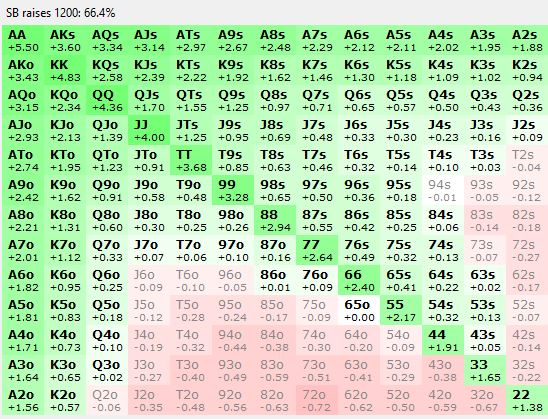 SB raises 1200: 66.4%
AA AKs AQs AJs ATs A9s A8s A7s A6s A5s A4s A3s A2s
+5.50 +3.60 +3.34 +3.14 +2.97 +2.67 +2.48 +2.29 +2.12 +2.11 +2.02 +1.95 +1.88
AKo KK KQs KJs KTs K9s K8s K7s K6s K5s K4s K3s K2s
+3.43 +4.83 +2.58 +2.39 +2.22 +1.92 +1.62 +1.46 +1.30 +1.18 +1.09 +1.02 +0.94
AQo KQo QQ QJs QTs Q9s Q8s Q7s Q6s Q5s Q4s Q3s Q2s
+3.15 +2.34 +4.36 +1.70 +1.55 +1.25 +0.97 +0.71 +0.65 +0.57 +0.50 +0.43 +0.36
AJo KJo QJo JJ JTs J9s J8s J7s J6s J5s J4s J3s J2s
+2.93 +2.13 +1.39 +4.00 +1.25 +0.95 +0.69 +0.48 +0.33 +0.30 +0.23 +0.16 +0.09
ATo KTo QTo JTo TT T9s T8s T7s T6s T5s T4s T3s T2s
+2.74 +1.95 +1.23 +0.91 +3.68 +0.85 +0.63 +0.46 +0.32 +0.14 +0.10 +0.03 -0.04
A9o K9o Q9o J9o T9o 99 98s 97s 96s 95s 94s 93s 92s
+2.42 +1.62 +0.91 +0.58 +0.48 +3.28 +0.65 +0.50 +0.36 +0.18 -0.01 -0.05 -0.12
A8o K8o Q8o J8o T8o 98o 88 87s 86s 85s 84s 83s 82s
+2.21 +1.31 +0.60 +0.30 +0.25 +0.26 +2.94 +0.55 +0.42 +0.25 +0.06 -0.14 -0.18
A7o K7o Q7o J7o T7o 97o 87o 77 76s 75s 74s 73s 72s
+2.01 +1.12 +0.33 +0.07 +0.06 +0.10 +0.16 +2.64 +0.49 +0.32 +0.13 -0.07 -0.27
A6o K6o Q6o J6o T6o 96o 86o 76o 66 65s 64s 63s 62s
+1.82 +0.95 +0.25 -0.09 -0.10 -0.05 +0.01 +0.09 +2.40 +0.41 +0.22 +0.02 -0.17
A5o K5o Q5o J5o T5o 95o 85o 75o 65o 55 54s 53s 52s
+1.81 +0.83 +0.18 -0.12 -0.28 -0.24 -0.17 -0.09 +0.00 +2.17 +0.32 +0.13 -0.07
A4o K4o Q4o J4o T4o 94o 84o 74o 64o 54o 44 43s 42s
+1.71 +0.73 +0.10 -0.19 -0.32 -0.44 -0.38 -0.30 -0.20 -0.09 +1.91 +0.05 -0.14
A3o K3o Q3o J3o T3o 93o 83o 73o 63o 53o 43o 33 32s
+1.64 +0.65 +0.02 -0.27 -0.40 -0.49 -0.59 -0.51 -0.41 -0.29 -0.38 +1.65 -0.22
A2o K2o Q2o J2o T2o 92o 82o 72o 62o 52o 42o 32o 22
+1.56 +0.57 -0.06 -0.35 -0.48 -0.56 -0.63 -0.72 -0.62 -0.50 -0.59 -0.67 +1.38